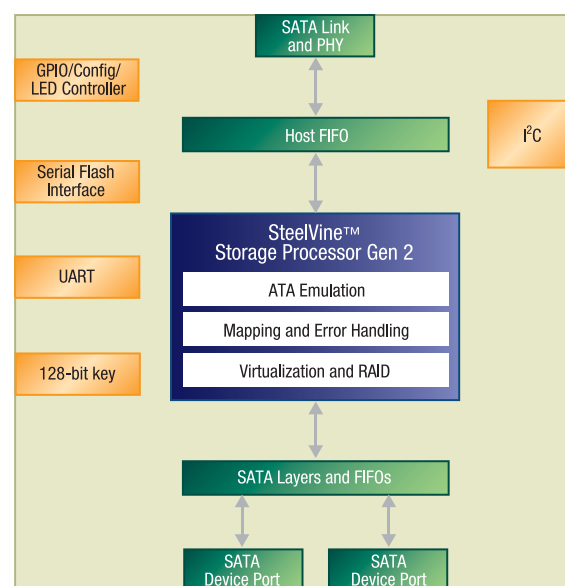 SATA Link
and PHY
GPIO/Config/
LED Controller
Host FIFO
I²C
Serial Flash
Interface
SteelVine™
Storage Processor Gen 2
UART
ATA Emulation
Mapping and Error Handling
128-bit key
Virtualization and RAID
SATA Layers and FIFOs
SATA
Device Port
SATA
Device Port